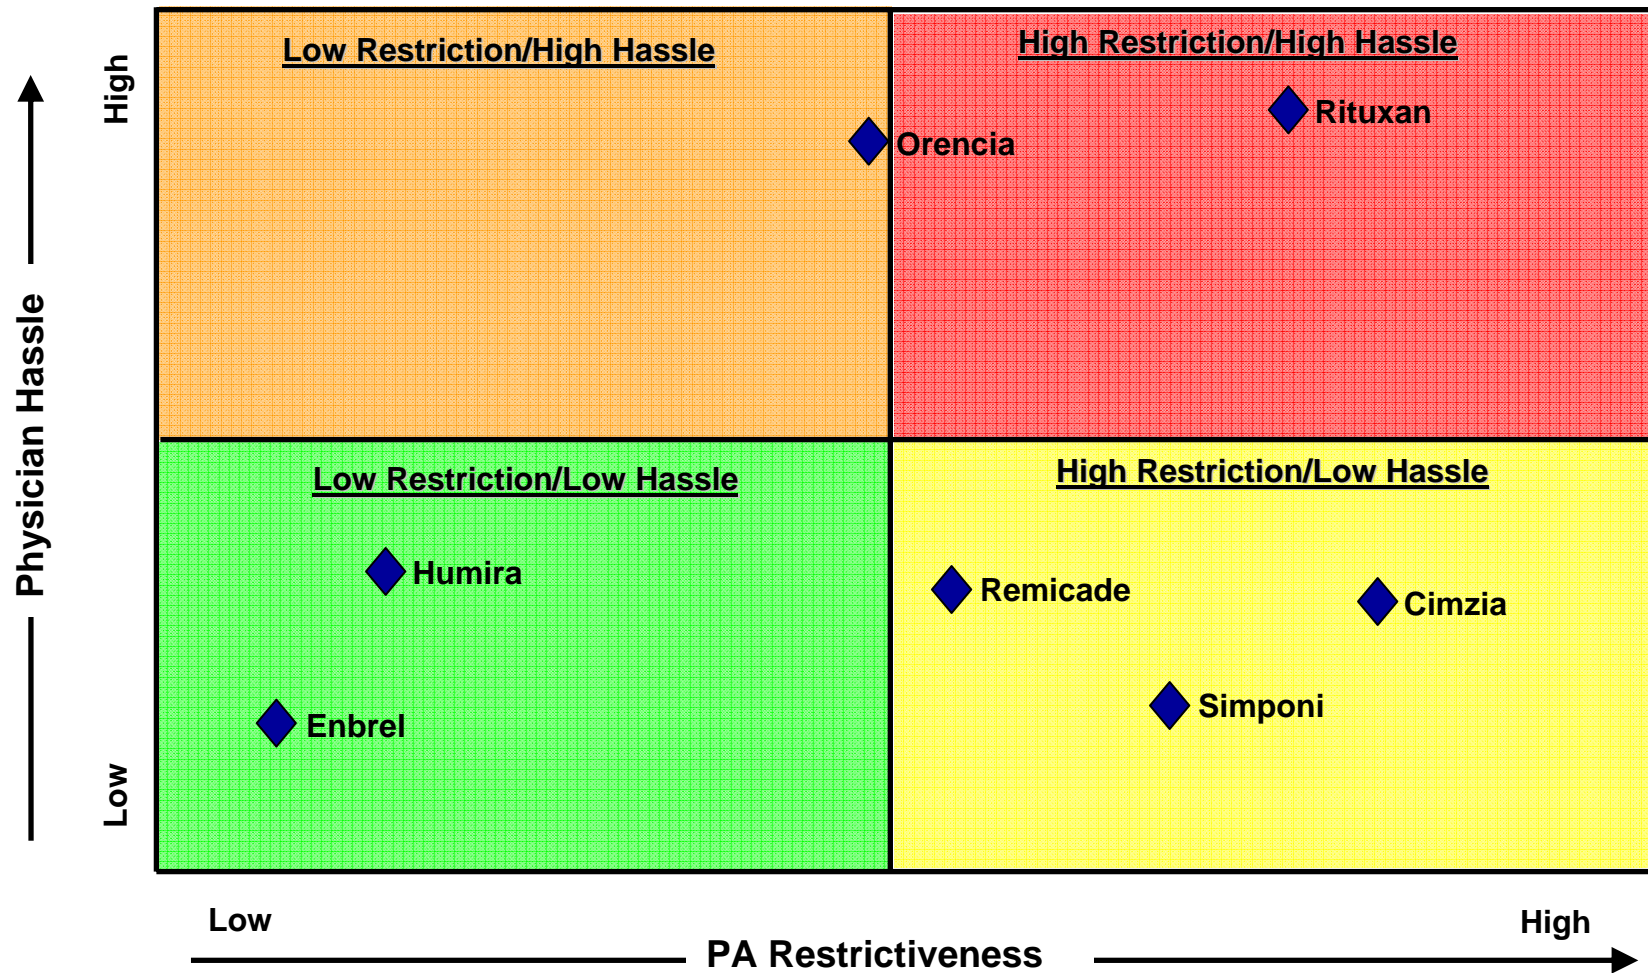 Low Restriction/High Hassle
High Restriction/High Hassle
High
Rituxan
Orencia
Physician Hassle
Low Restriction/Low Hassle
High Restriction/Low Hassle
Humira
Remicade
Cimzia
Simponi
Enbrel
Low
Low
High
PA Restrictiveness